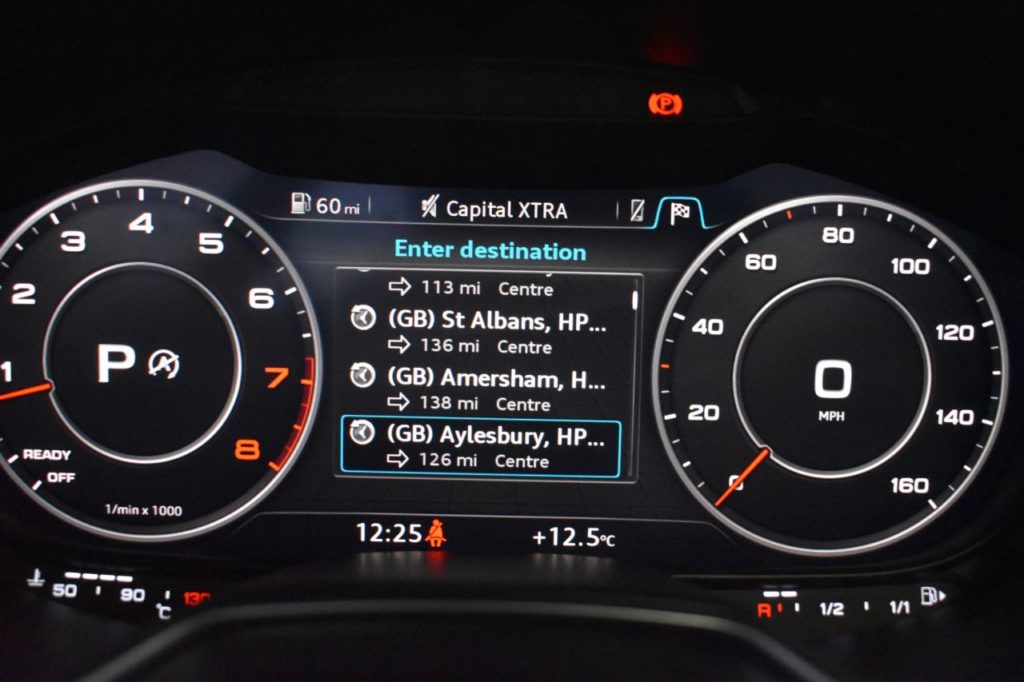 P
60 mi
Capital XTRA
Enter destination
113 mi Centre
(GB) St Albans, HP...
136 mi Centre
(GB) Amersham, H...
138 mi Centre
(GB) Aylesbury, HP...
126 mi Centre
12:25
+12.5°C
1
2
3
4
5
6
7
8
P
READY
OFF
1/min x 1000
0
20
40
60
80
100
120
140
160
0
MPH
50
90
130
°C
R
1/2
1/1